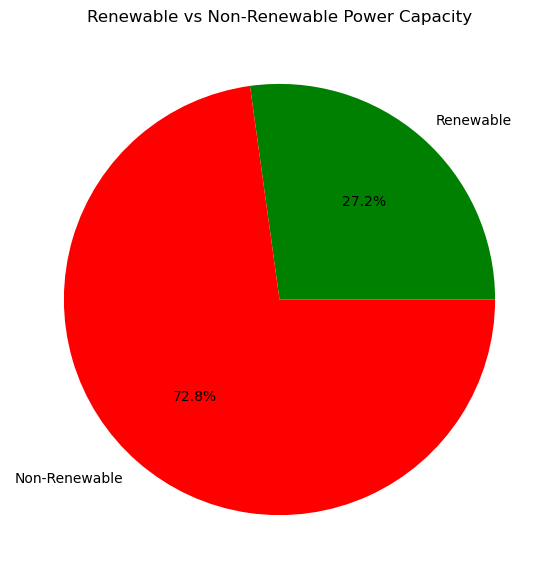 Renewable vs Non-Renewable Power Capacity
Renewable
27.2%
72.8%
Non-Renewable